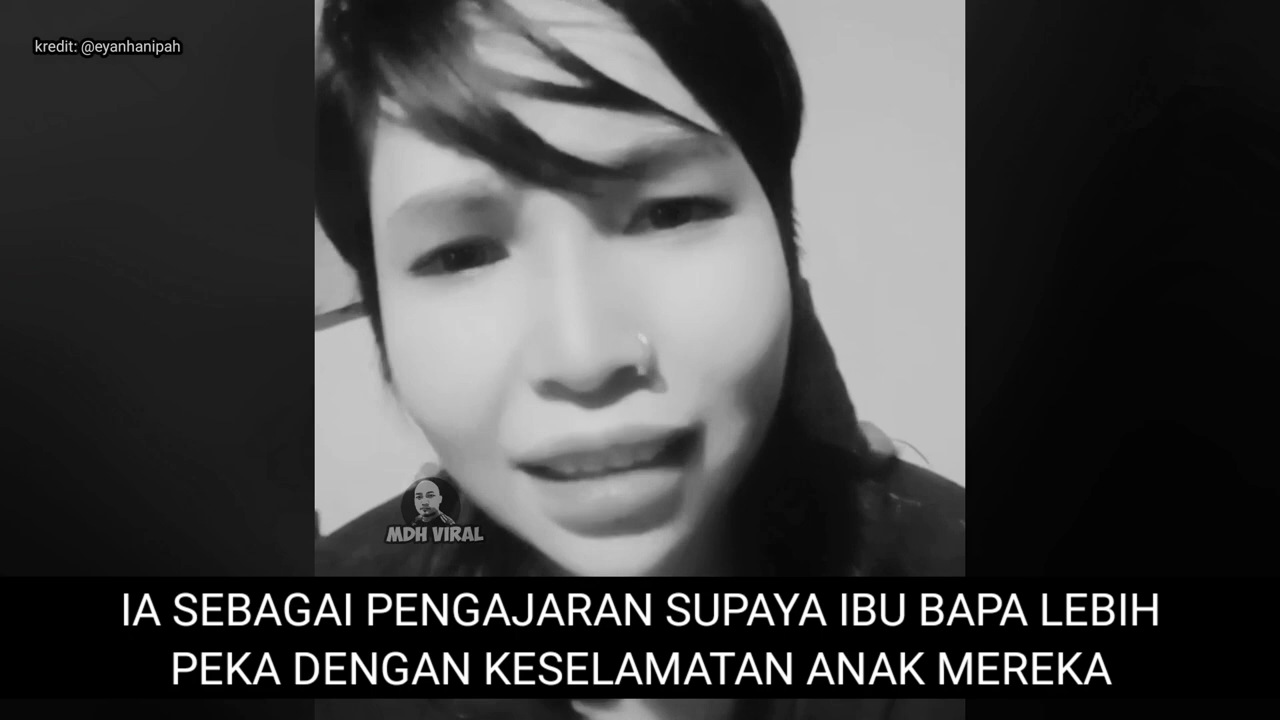 kredit: @eyanhanipah
MDH VIRAL
IA SEBAGAI PENGAJARAN SUPAYA IBU BAPA LEBIH
PEKA DENGAN KESELAMATAN ANAK MEREKA